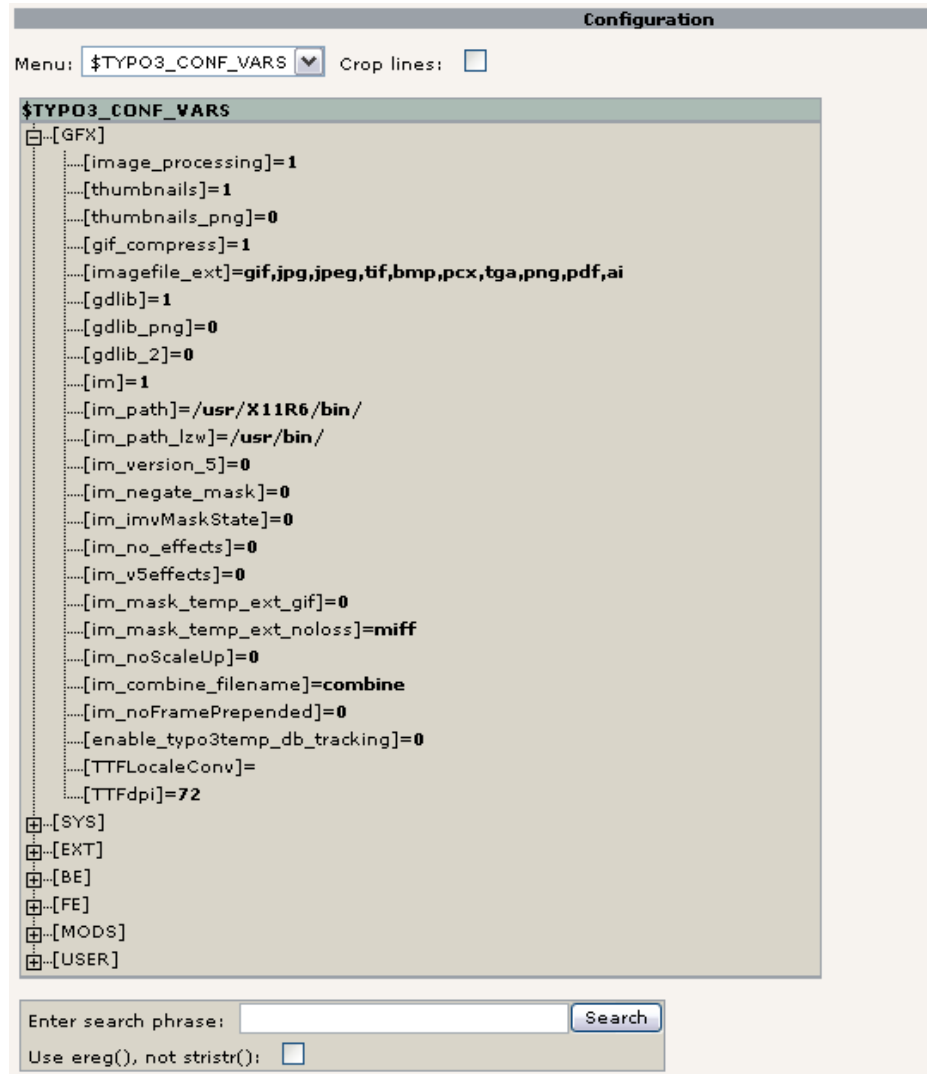 Configuration
Menu: $TYPO3_CONF_VARS Crop lines:
$TYPO3_CONF_VARS
[GFX]
[image_processing]=1
[thumbnails]=1
[thumbnails_png]=0
[gif_compress]=1
[imagefile_ext]=gif,jpg,jpeg,tif,bmp,pcx,tga,png,pdf,ai
[gdlib]=1
[gdlib_png]=0
[gdlib_2]=0
[im]=1
[im_path]=/usr/X11R6/bin/
[im_path_lzw]=/usr/bin/
[im_version_5]=0
[im_negate_mask]=0
[im_imvMaskState]=0
[im_no_effects]=0
[im_v5effects]=0
[im_mask_temp_ext_gif]=0
[im_mask_temp_ext_noloss]=miff
[im_noScaleUp]=0
[im_combine_filename]=combine
[im_noFramePrepended]=0
[enable_typo3temp_db_tracking]=0
[TTFLocaleConv]=
[TTFdpi]=72
[SYS]
[EXT]
[BE]
[FE]
[MODS]
[USER]
Enter search phrase: Search
Use ereg(), not stristr():